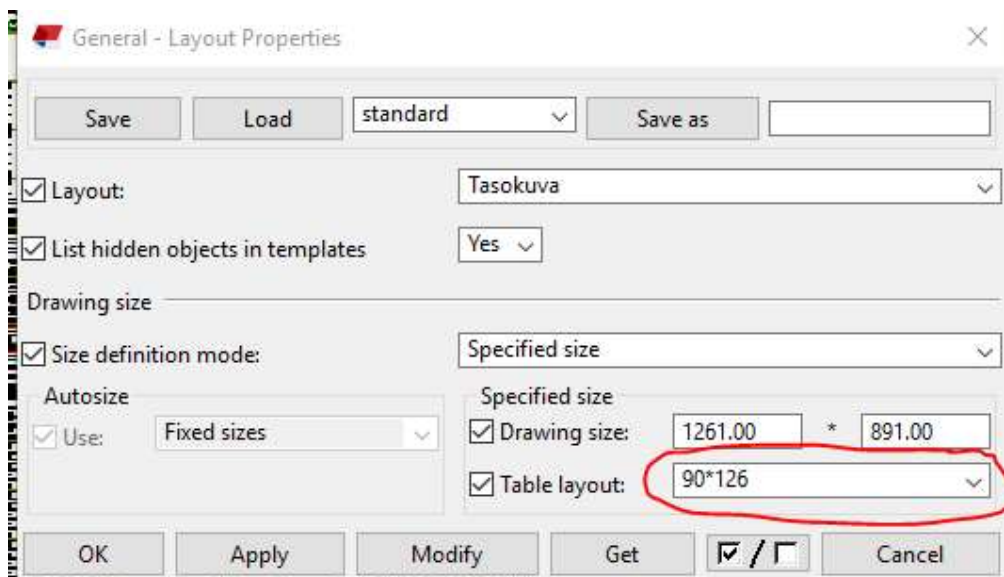 General - Layout Properties
Save Load standard Save as
Layout: Tasokuva
List hidden objects in templates Yes
Drawing size
Size definition mode: Specified size
Autosize Specified size
Use: Fixed sizes Drawing size: 1261.00 * 891.00
Table layout: 90*126
OK Apply Modify Get / Cancel